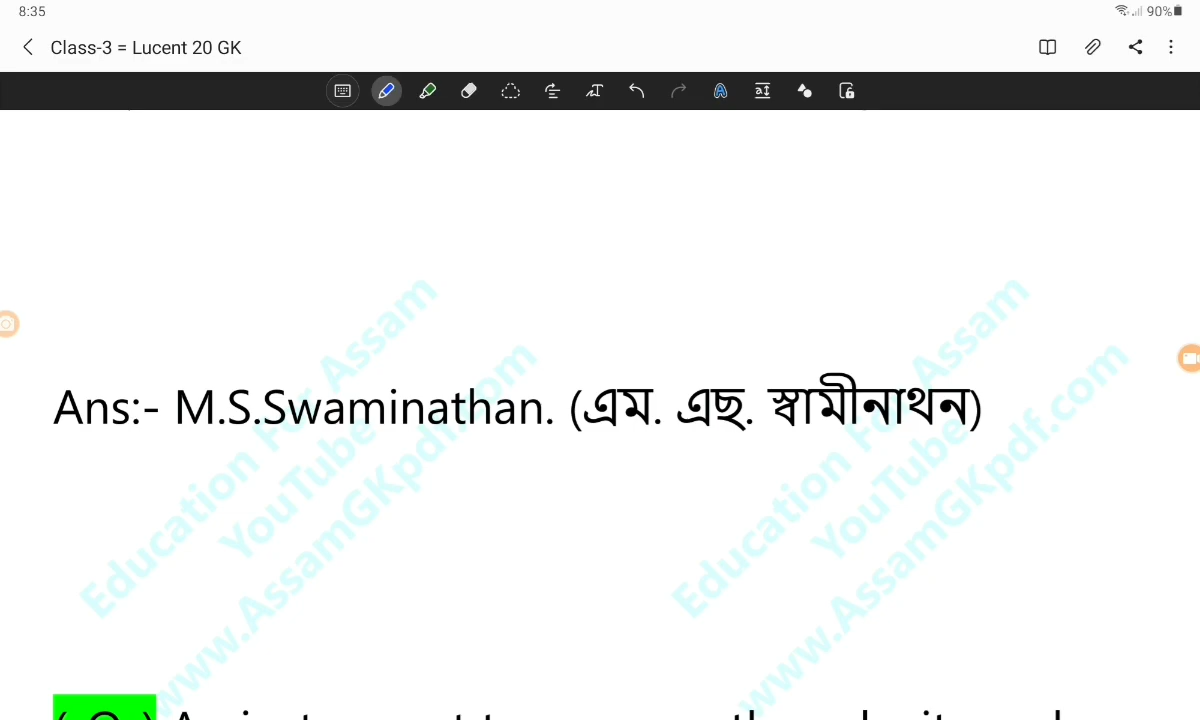 8:35
90%
Class-3 = Lucent 20 GK
Ans:- M.S.Swaminathan. (এম. এছ. স্বামীনাথন)
Education For Assam
YouTube
www.AssamGKpdf.com
Education For Assam
YouTube
www.AssamGKpdf.com